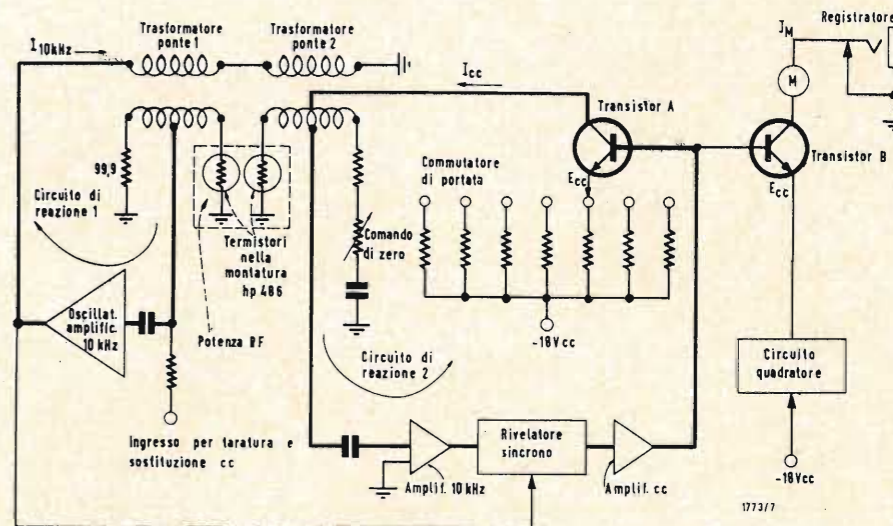 I10kHz
Trasformatore
ponte 1
Trasformatore
ponte 2
Icc
JM
Registratore
M
Transistor A
Transistor B
Ecc
Ecc
99,9
Circuito di
reazione 1
Commutatore
di portata
Termistori
nella
montatura
hp 486
Comando
di zero
Oscillat.
amplific.
10 kHz
Potenza RF
-18Vcc
Circuito di
reazione 2
Circuito
quadratore
Ingresso per taratura e
sostituzione cc
Rivelatore
sincrono
Amplif. 10 kHz
Amplif. cc
-18Vcc
1773/7